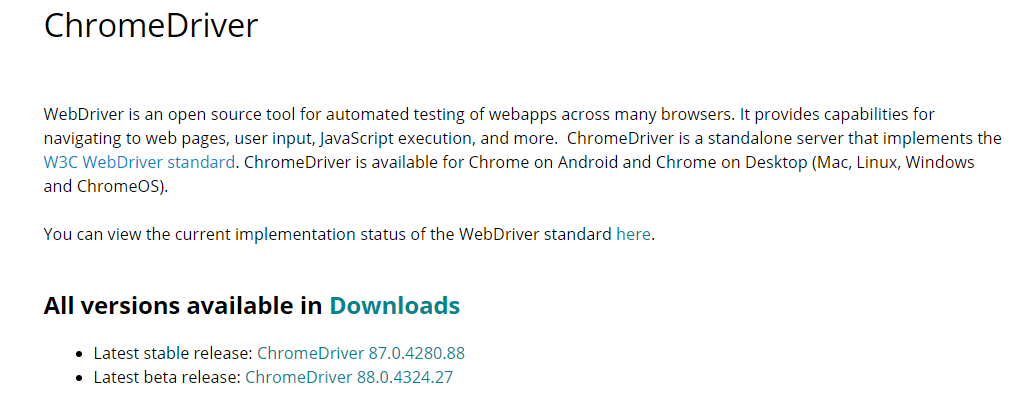 ChromeDriver
WebDriver is an open source tool for automated testing of webapps across many browsers. It provides capabilities for
navigating to web pages, user input, JavaScript execution, and more.  ChromeDriver is a standalone server that implements the
W3C WebDriver standard. ChromeDriver is available for Chrome on Android and Chrome on Desktop (Mac, Linux, Windows
and ChromeOS).
You can view the current implementation status of the WebDriver standard here.
All versions available in Downloads
• Latest stable release: ChromeDriver 87.0.4280.88
• Latest beta release: ChromeDriver 88.0.4324.27